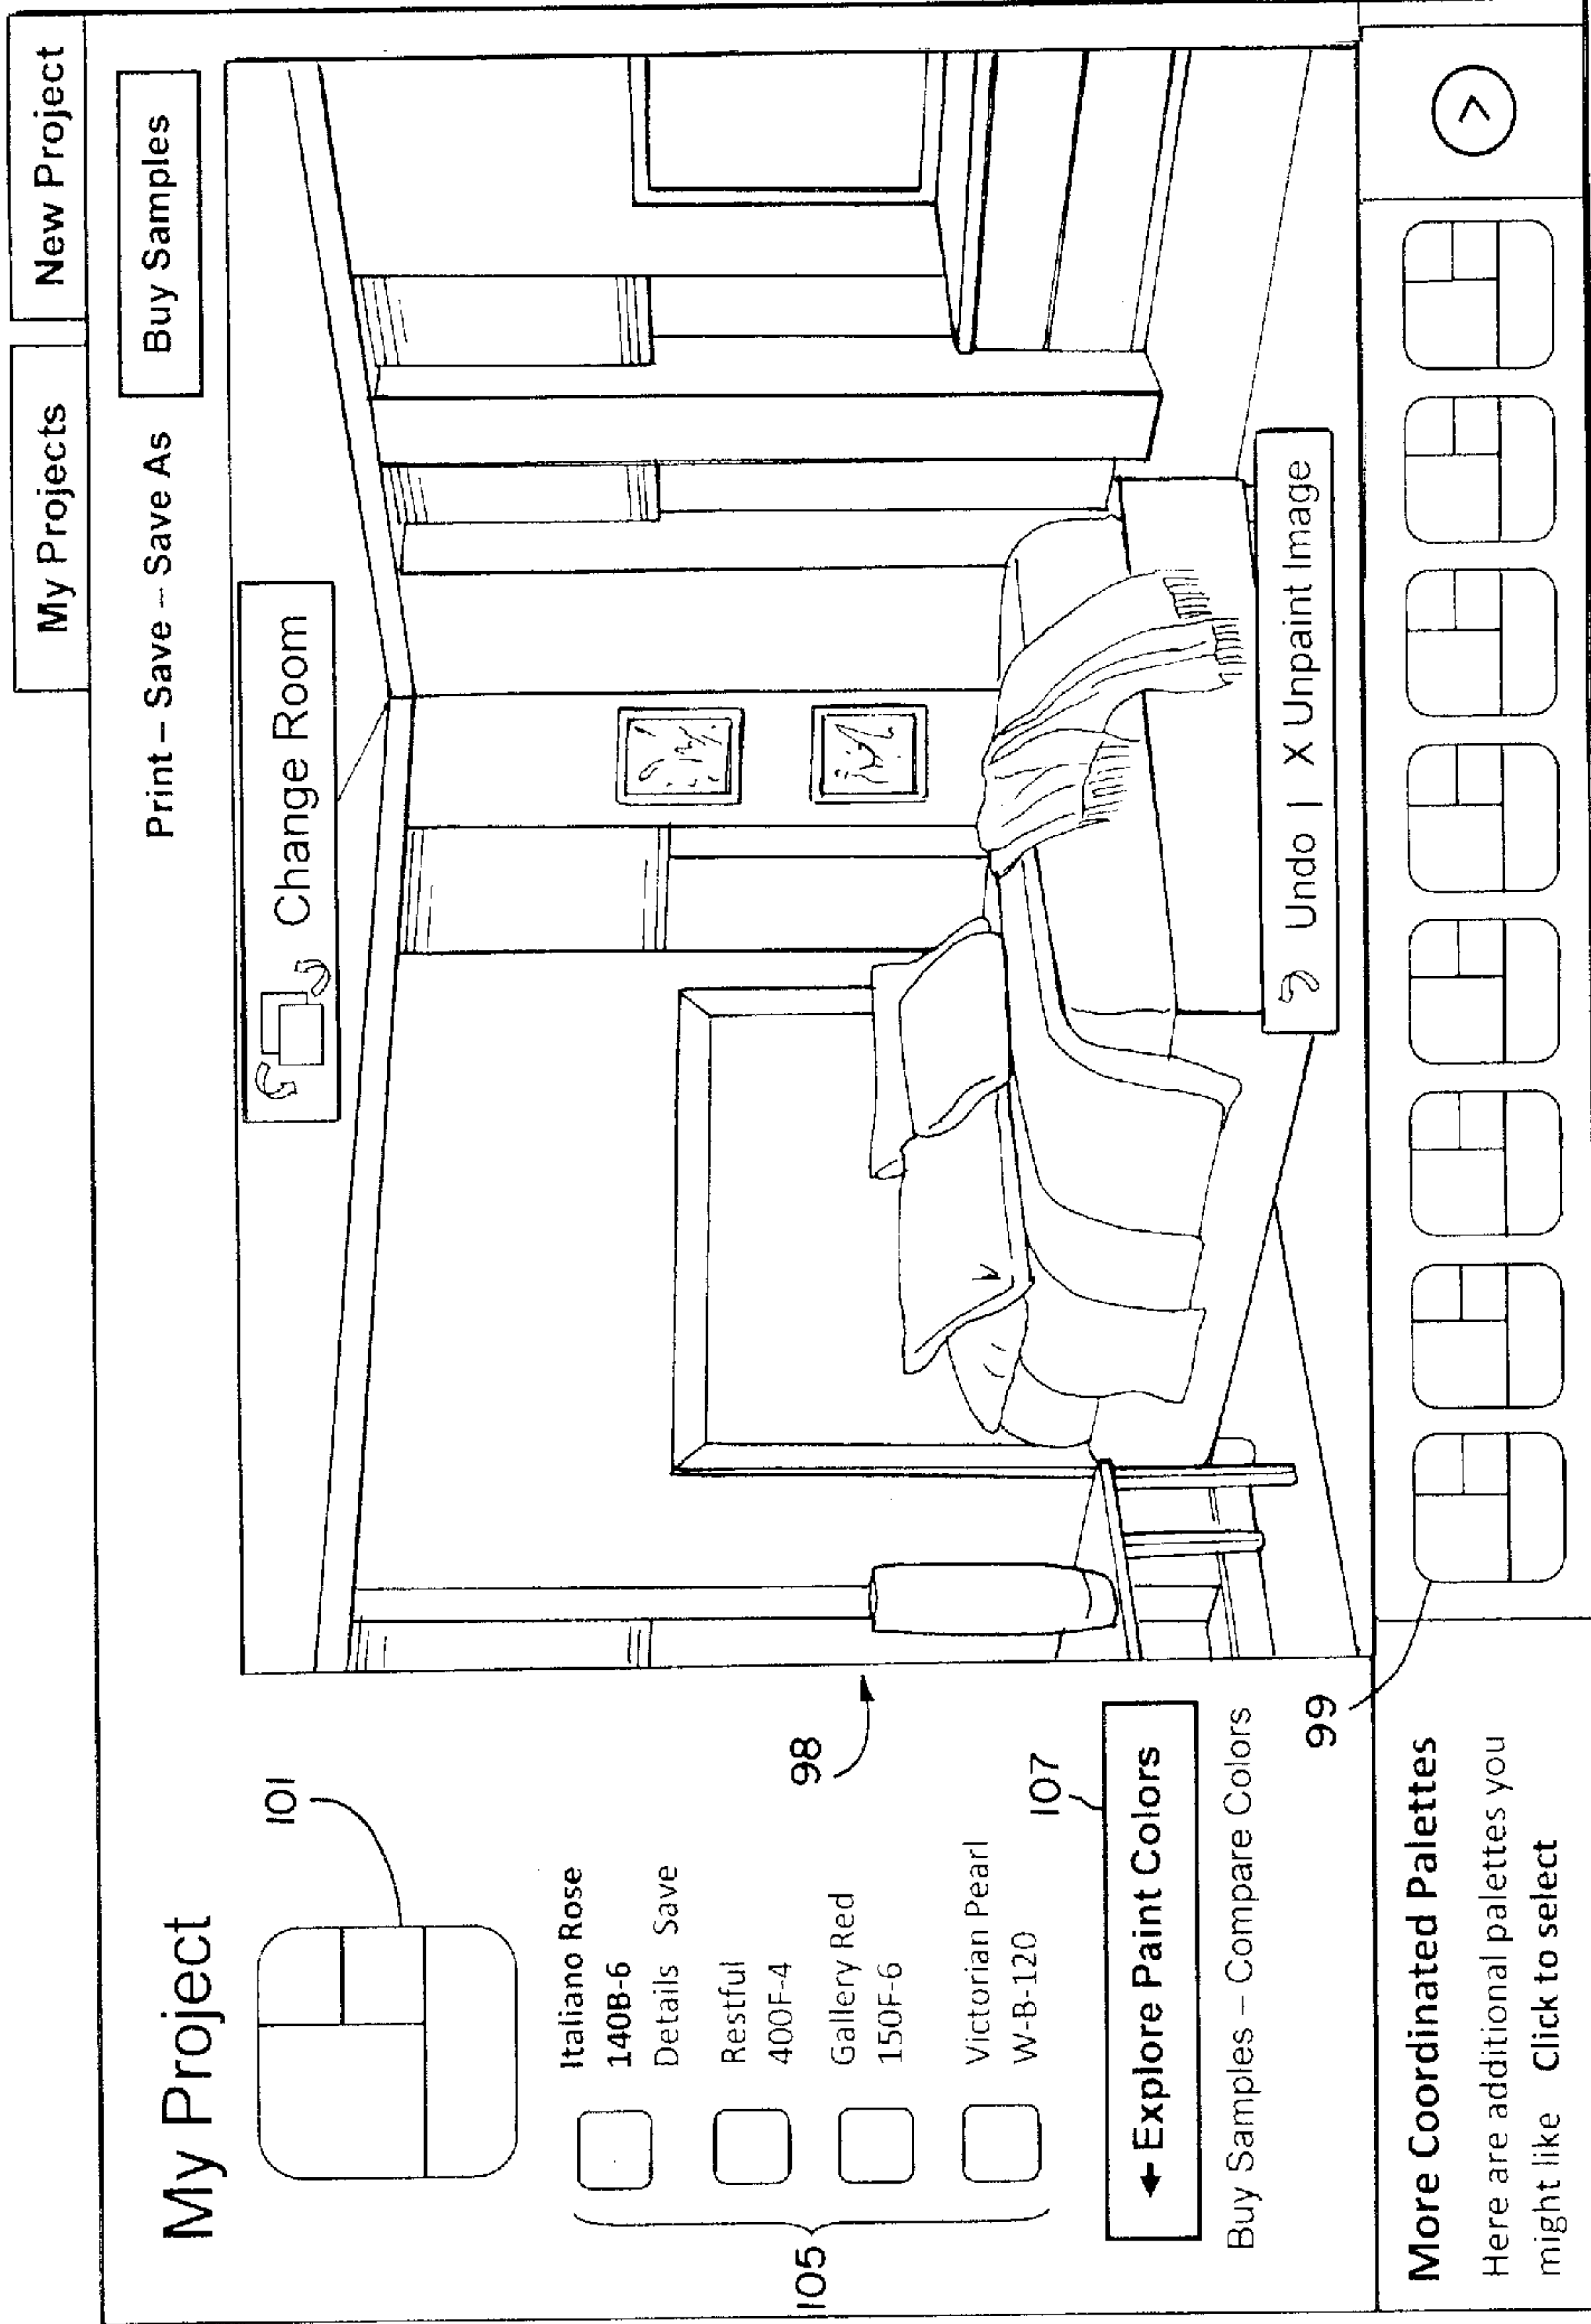 My Projects
New Project
Print – Save – Save As
Buy Samples
My Project
101
Italiano Rose
140B-6
Details Save
Restful
400F-4
Gallery Red
150F-6
Victorian Pearl
W-B-120
105
98
107
← Explore Paint Colors
Buy Samples – Compare Colors
Change Room
Undo | X Unpaint Image
99
More Coordinated Palettes
Here are additional palettes you
might like Click to select
>